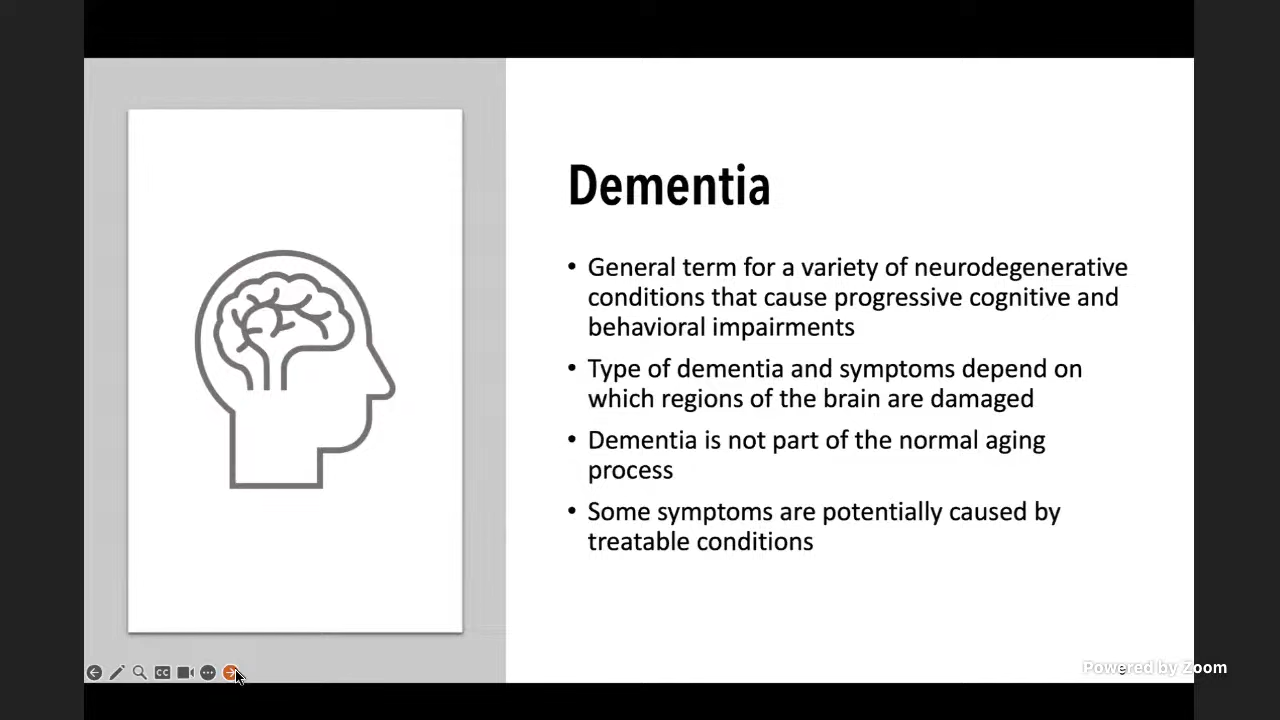 Dementia
• General term for a variety of neurodegenerative
conditions that cause progressive cognitive and
behavioral impairments
• Type of dementia and symptoms depend on
which regions of the brain are damaged
• Dementia is not part of the normal aging
process
• Some symptoms are potentially caused by
treatable conditions
CC
Powered by Zoom